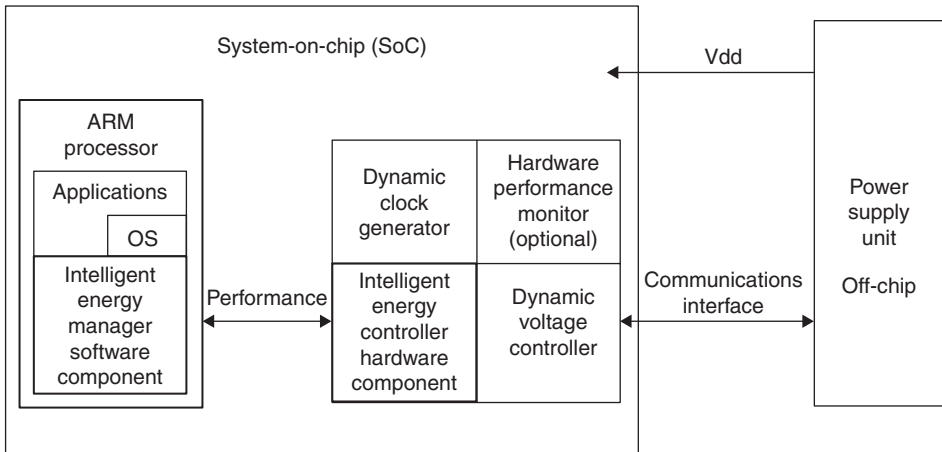 System-on-chip (SoC)
Vdd
ARM
processor
Applications
OS
Intelligent
energy
manager
software
component
Performance
Dynamic
clock
generator
Hardware
performance
monitor
(optional)
Intelligent
energy
controller
hardware
component
Dynamic
voltage
controller
Communications
interface
Power
supply
unit
Off-chip